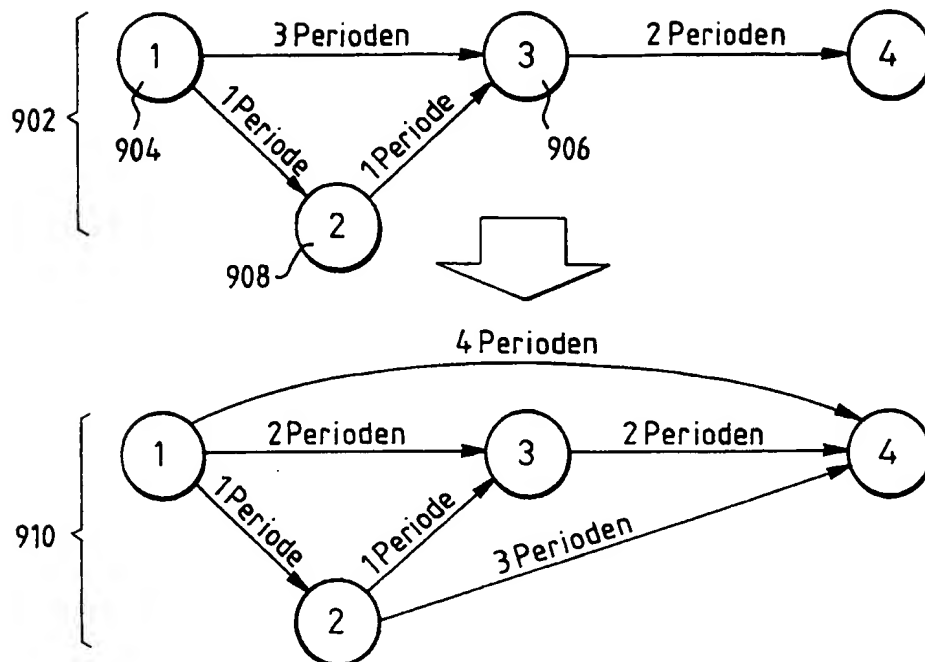 1
3 Perioden
3
2 Perioden
4
902
904
1 Periode
1 Periode
906
2
908
4 Perioden
1
2 Perioden
3
2 Perioden
4
910
1 Periode
1 Periode
3 Perioden
2